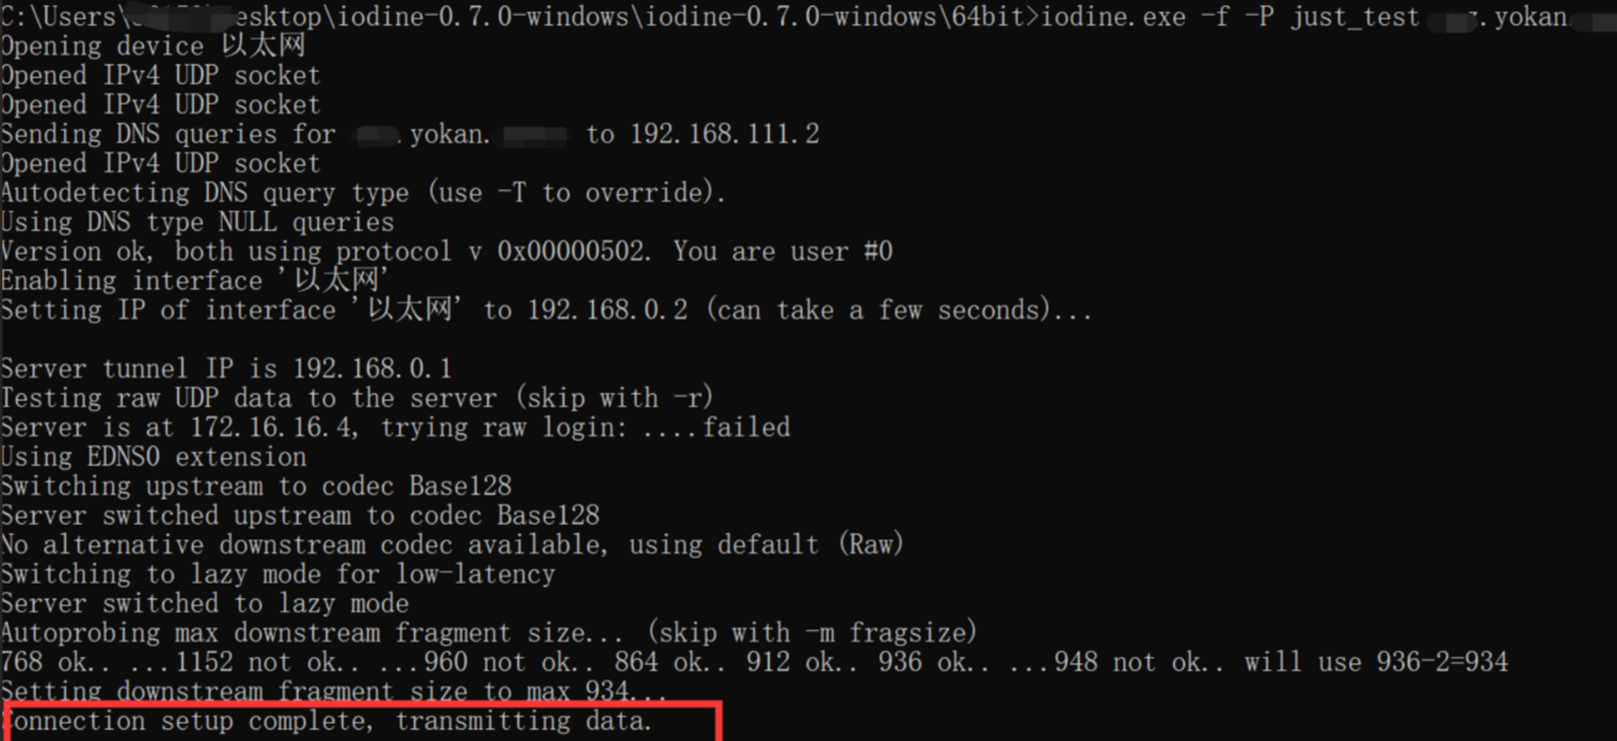 C:\Users\ esktop\iodine-0.7.0-windows\iodine-0.7.0-windows\64bit>iodine.exe -f -P just_test .yokan.
Opening device 以太网
Opened IPv4 UDP socket
Opened IPv4 UDP socket
Sending DNS queries for .yokan. to 192.168.111.2
Opened IPv4 UDP socket
Autodetecting DNS query type (use -T to override).
Using DNS type NULL queries
Version ok, both using protocol v 0x00000502. You are user #0
Enabling interface '以太网'
Setting IP of interface '以太网' to 192.168.0.2 (can take a few seconds)...
Server tunnel IP is 192.168.0.1
Testing raw UDP data to the server (skip with -r)
Server is at 172.16.16.4, trying raw login: ....failed
Using EDNS0 extension
Switching upstream to codec Base128
Server switched upstream to codec Base128
No alternative downstream codec available, using default (Raw)
Switching to lazy mode for low-latency
Server switched to lazy mode
Autoprobing max downstream fragment size... (skip with -m fragsize)
768 ok.. ...1152 not ok.. ...960 not ok.. 864 ok.. 912 ok.. 936 ok.. ...948 not ok.. will use 936-2=934
Setting downstream fragment size to max 934...
Connection setup complete, transmitting data.